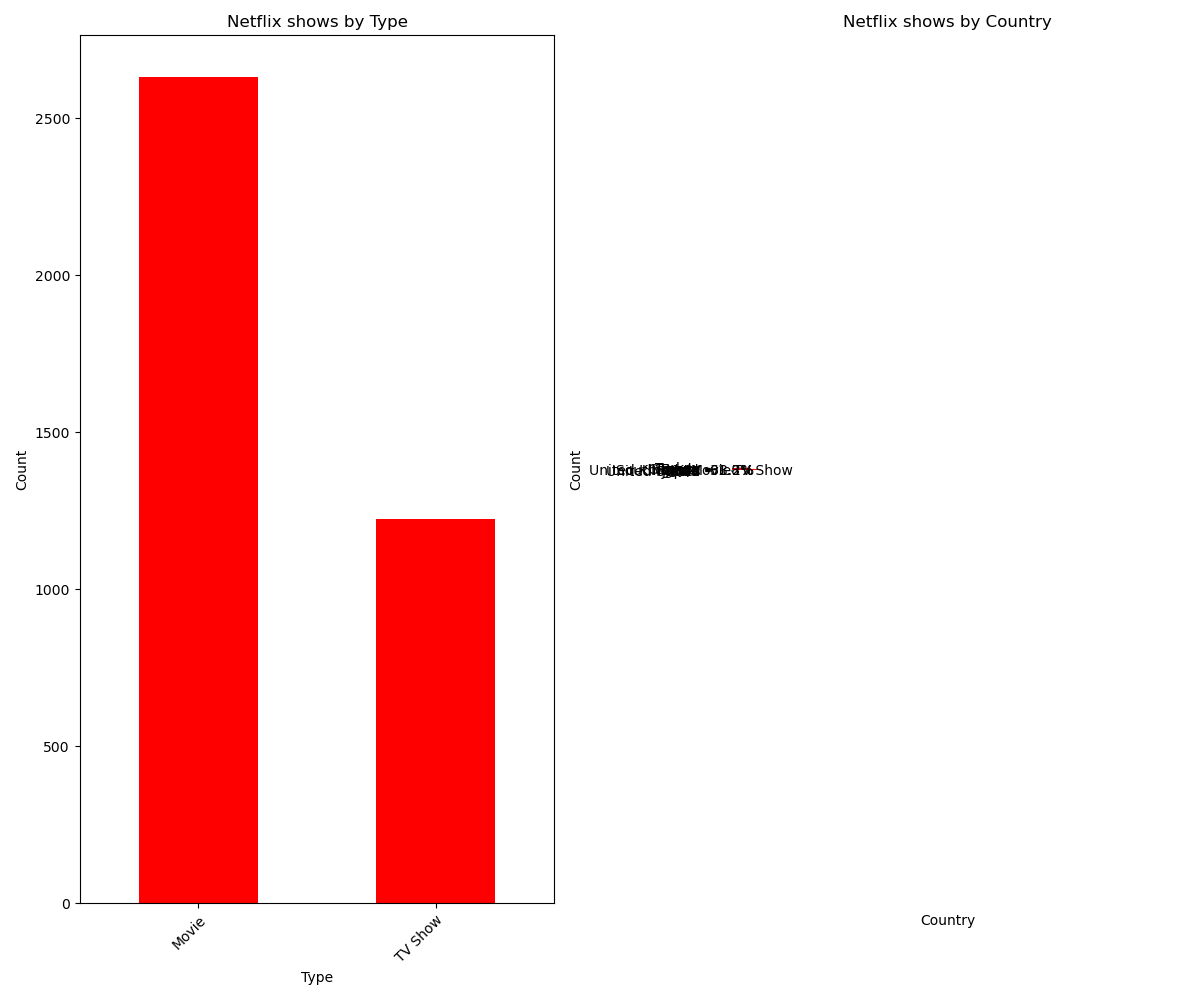 Netflix shows by Type
Netflix shows by Country
2500
2000
1500
1000
500
0
Count
Movie
TV Show
Type
Count
United
Show
Country